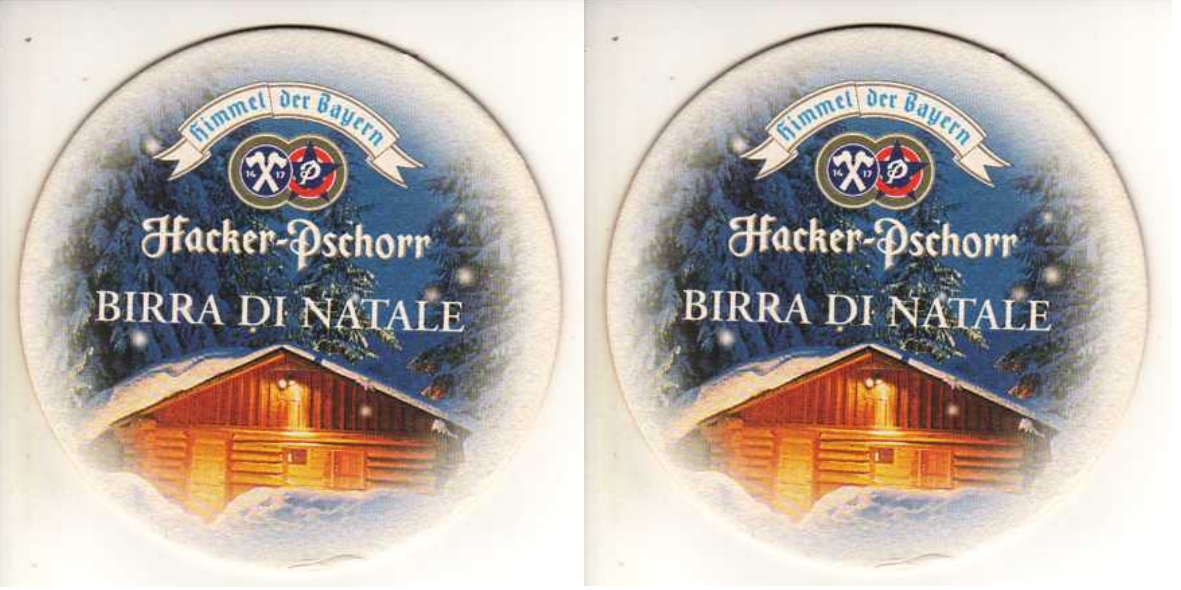 Himmel der Bayern
14 17 P
Hacker-Pschorr
BIRRA DI NATALE
Himmel der Bayern
14 17 P
Hacker-Pschorr
BIRRA DI NATALE